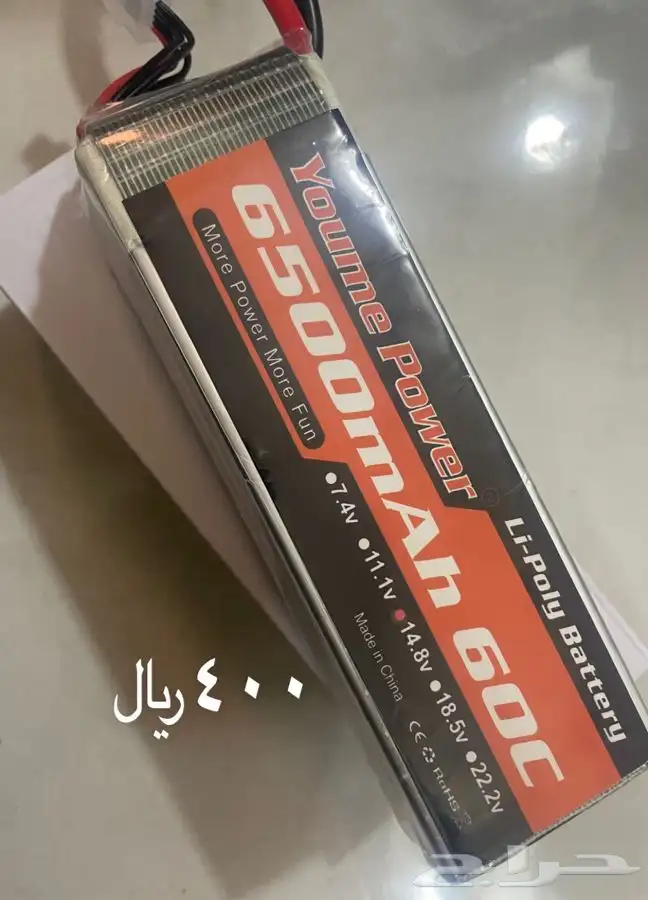 Youme Power
6500mAh 60C
More Power More Fun
Li-Poly Battery
7.4v 11.1v 14.8v 18.5v 22.2v
Made in China
CE RoHS
٤٠٠ ريال
حراج